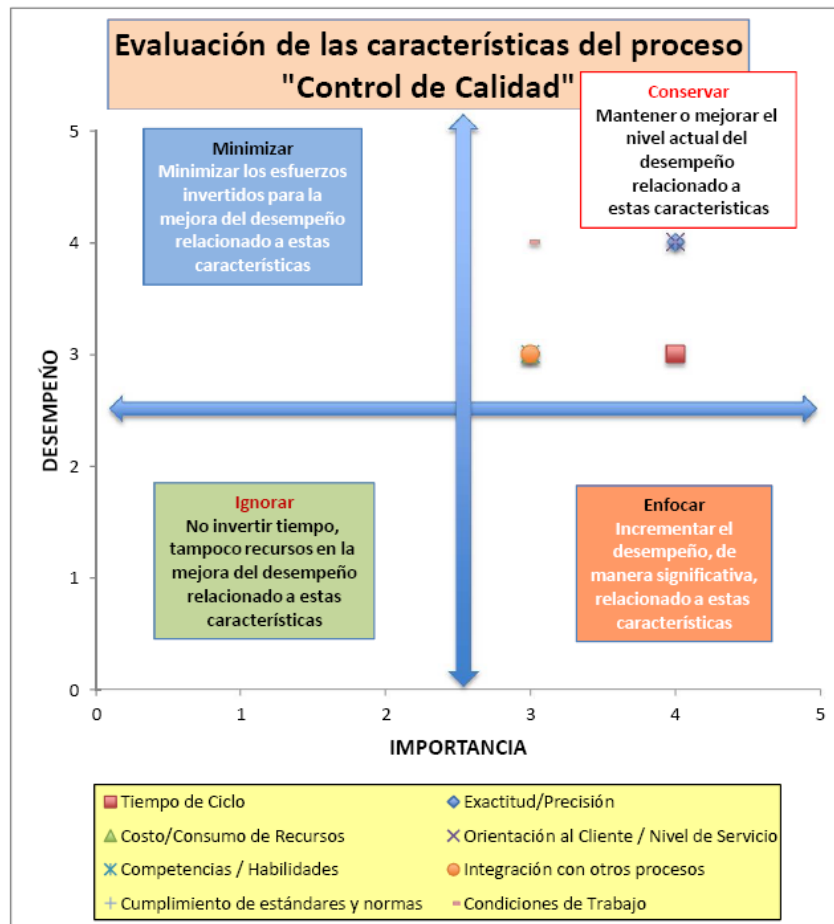 Evaluación de las características del proceso
"Control de Calidad"
Conservar
Mantener o mejorar el
nivel actual del
desempeño
relacionado a
estas caracteristicas
Minimizar
Minimizar los esfuerzos
invertidos para la
mejora del desempeño
relacionado a estas
características
5
4
3
2
1
0
DESEMPEÑO
Ignorar
No invertir tiempo,
tampoco recursos en la
mejora del desempeño
relacionado a estas
características
Enfocar
Incrementar el
desempeño, de
manera significativa,
relacionado a estas
características
0 1 2 3 4 5
IMPORTANCIA
Tiempo de Ciclo
Exactitud/Precisión
Costo/Consumo de Recursos
Orientación al Cliente / Nivel de Servicio
Competencias / Habilidades
Integración con otros procesos
Cumplimiento de estándares y normas
Condiciones de Trabajo